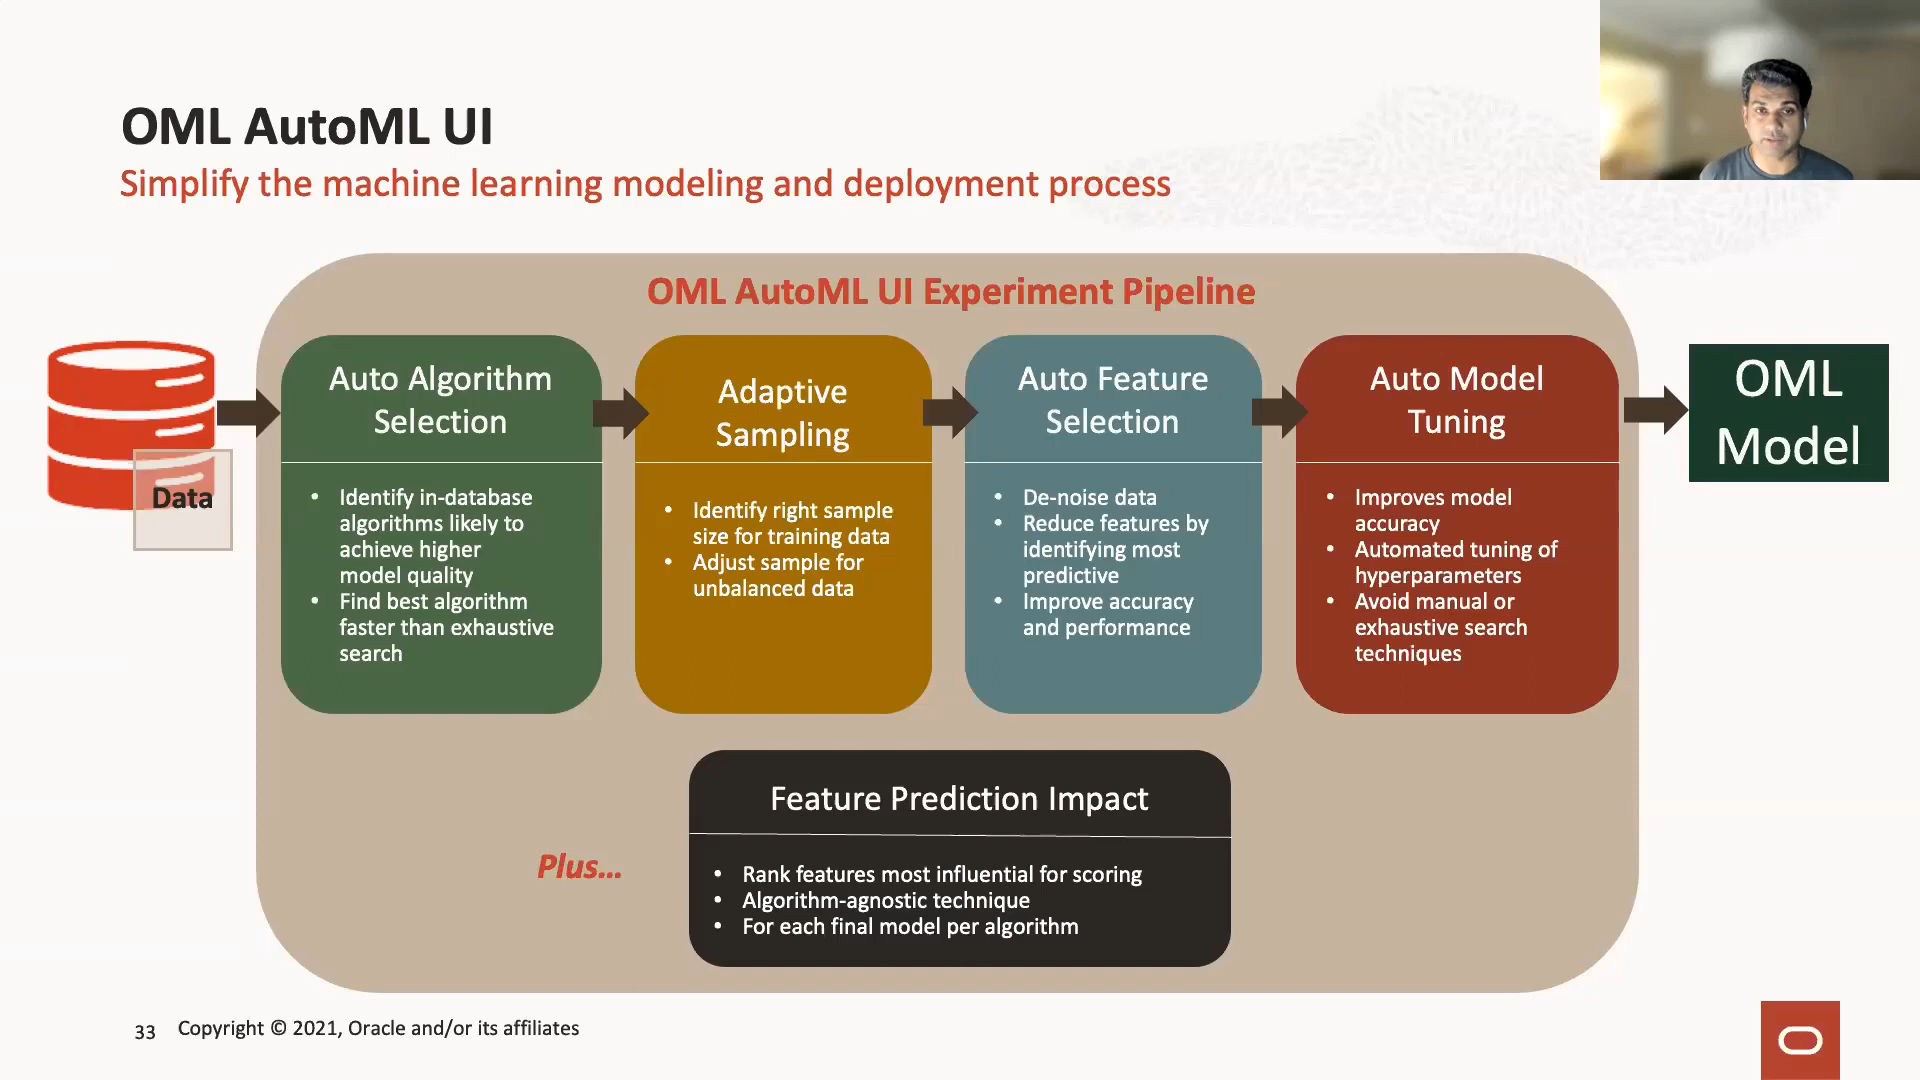 OML AutoML UI
Simplify the machine learning modeling and deployment process
OML AutoML UI Experiment Pipeline
Data
Auto Algorithm
Selection
• Identify in-database
algorithms likely to
achieve higher
model quality
• Find best algorithm
faster than exhaustive
search
Adaptive
Sampling
• Identify right sample
size for training data
• Adjust sample for
unbalanced data
Auto Feature
Selection
• De-noise data
• Reduce features by
identifying most
predictive
• Improve accuracy
and performance
Auto Model
Tuning
• Improves model
accuracy
• Automated tuning of
hyperparameters
• Avoid manual or
exhaustive search
techniques
OML
Model
Plus...
Feature Prediction Impact
• Rank features most influential for scoring
• Algorithm-agnostic technique
• For each final model per algorithm
33 Copyright © 2021, Oracle and/or its affiliates